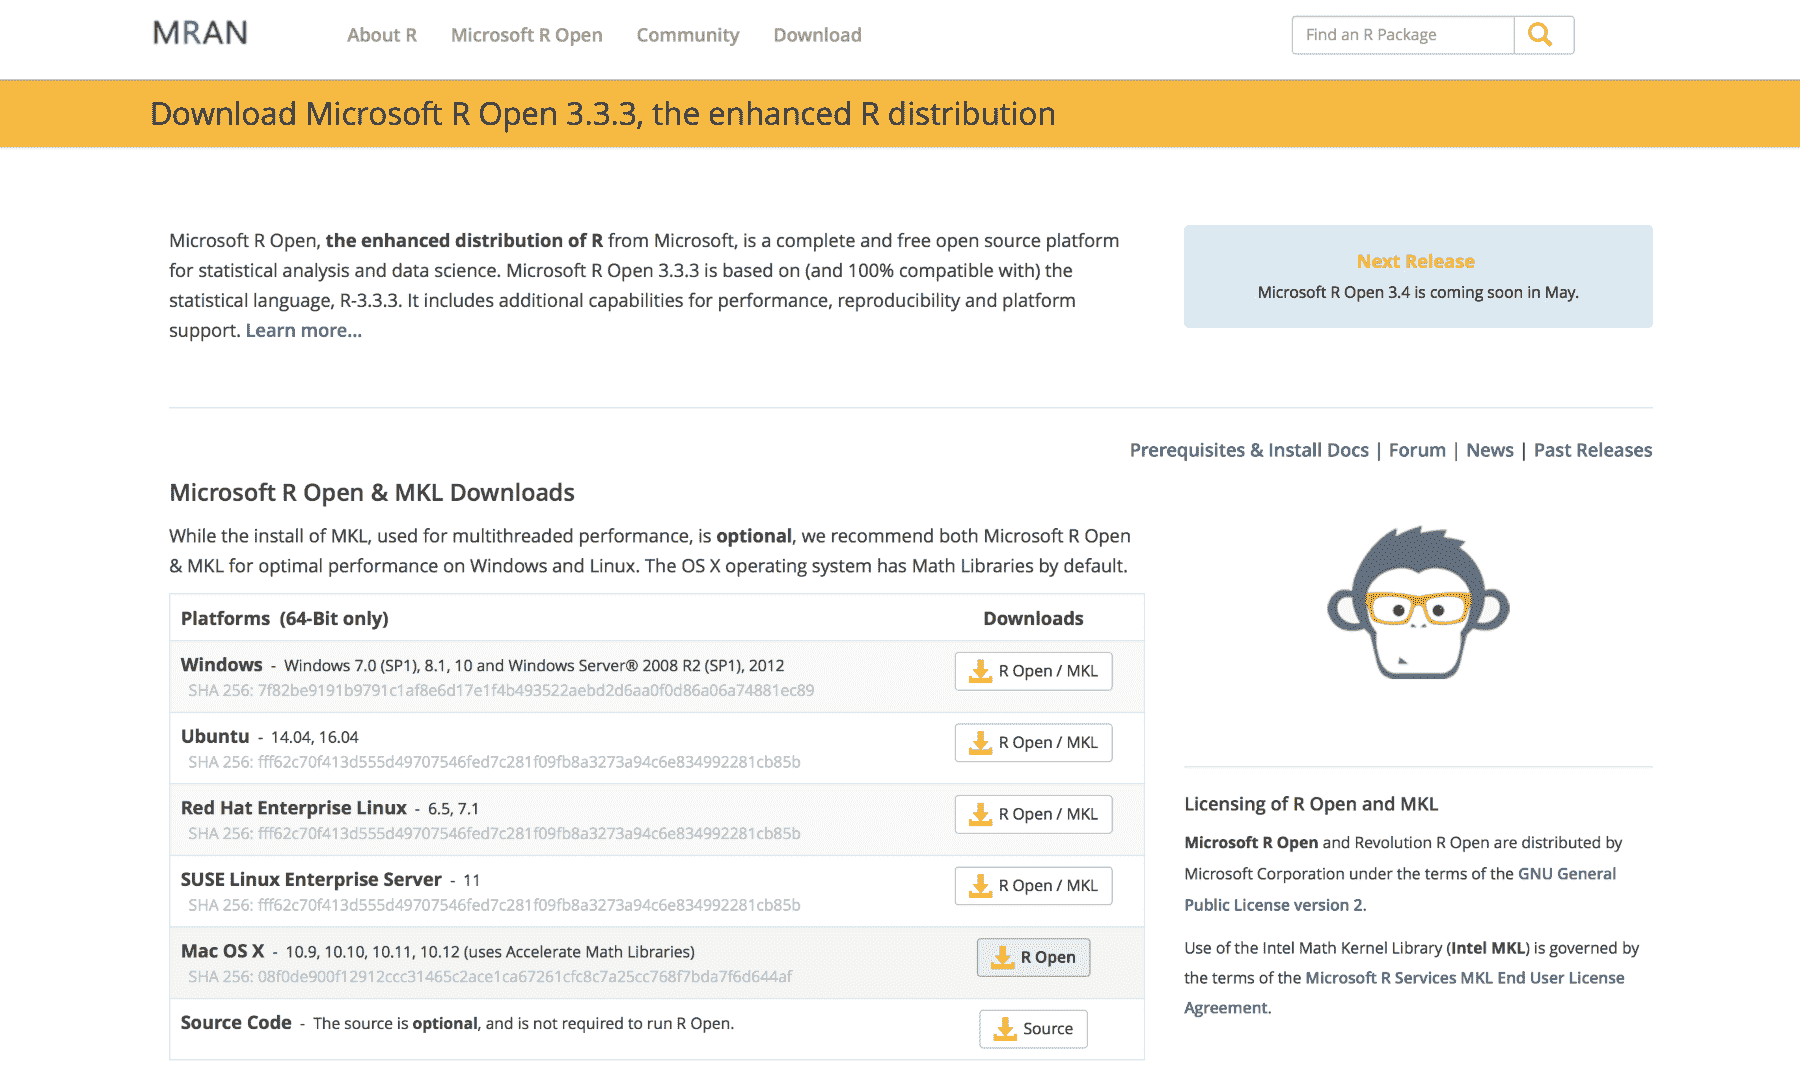 MRAN
About R Microsoft R Open Community Download
Find an R Package
Download Microsoft R Open 3.3.3, the enhanced R distribution
Microsoft R Open, the enhanced distribution of R from Microsoft, is a complete and free open source platform
for statistical analysis and data science. Microsoft R Open 3.3.3 is based on (and 100% compatible with) the
statistical language, R-3.3.3. It includes additional capabilities for performance, reproducibility and platform
support. Learn more...
Next Release
Microsoft R Open 3.4 is coming soon in May.
Prerequisites & Install Docs | Forum | News | Past Releases
Microsoft R Open & MKL Downloads
While the install of MKL, used for multithreaded performance, is optional, we recommend both Microsoft R Open
& MKL for optimal performance on Windows and Linux. The OS X operating system has Math Libraries by default.
Platforms (64-Bit only) Downloads
Windows - Windows 7.0 (SP1), 8.1, 10 and Windows Server® 2008 R2 (SP1), 2012
SHA 256: 7f82be9191b9791c1af8e6d17e1f4b493522aebd2d6aa0f0d86a06a74881ec89
R Open / MKL
Ubuntu - 14.04, 16.04
SHA 256: fff62c70f413d555d49707546fed7c281f09fb8a3273a94c6e834992281cb85b
R Open / MKL
Red Hat Enterprise Linux - 6.5, 7.1
SHA 256: fff62c70f413d555d49707546fed7c281f09fb8a3273a94c6e834992281cb85b
R Open / MKL
SUSE Linux Enterprise Server - 11
SHA 256: fff62c70f413d555d49707546fed7c281f09fb8a3273a94c6e834992281cb85b
R Open / MKL
Mac OS X - 10.9, 10.10, 10.11, 10.12 (uses Accelerate Math Libraries)
SHA 256: 08f0de900f12912ccc31465c2ace1ca67261cfc8c7a25cc768f7bda7f6d644af
R Open
Source Code - The source is optional, and is not required to run R Open.
Source
Licensing of R Open and MKL
Microsoft R Open and Revolution R Open are distributed by
Microsoft Corporation under the terms of the GNU General
Public License version 2.
Use of the Intel Math Kernel Library (Intel MKL) is governed by
the terms of the Microsoft R Services MKL End User License
Agreement.